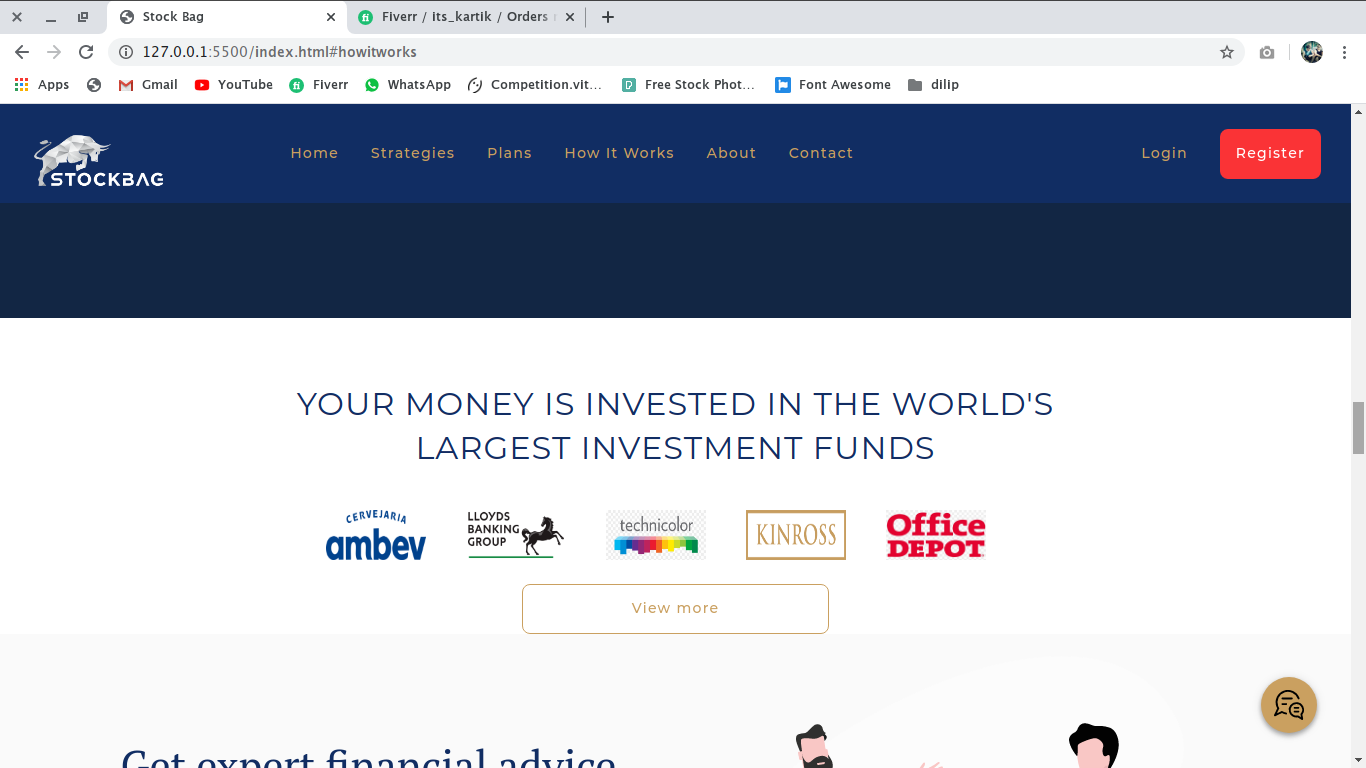 Stock Bag
Fiverr / its_kartik / Orders
127.0.0.1:5500/index.html#howitworks
Apps Gmail YouTube Fiverr WhatsApp Competition.vit... Free Stock Phot... Font Awesome dilip
STOCKBAG
Home Strategies Plans How It Works About Contact Login Register
YOUR MONEY IS INVESTED IN THE WORLD'S
LARGEST INVESTMENT FUNDS
CERVEJARIA
ambev
LLOYDS
BANKING
GROUP
technicolor
KINROSS
Office
DEPOT
View more
Get expert financial advice